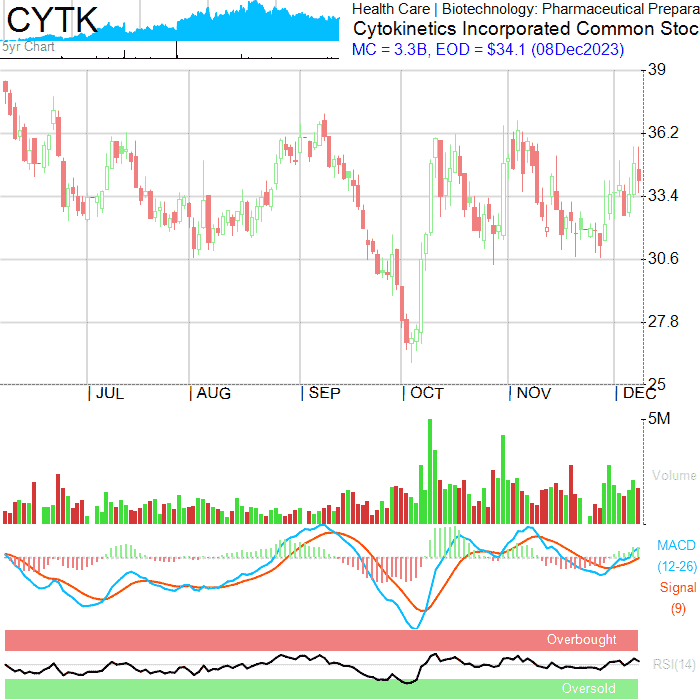 CYTK
5yr Chart
Health Care | Biotechnology: Pharmaceutical Prepara
Cytokinetics Incorporated Common Stoc
MC = 3.3B, EOD = $34.1 (08Dec2023)
39
36.2
33.4
30.6
27.8
25
JUL
AUG
SEP
OCT
NOV
DEC
5M
Volume
MACD
(12-26)
Signal
(9)
Overbought
RSI(14)
Oversold